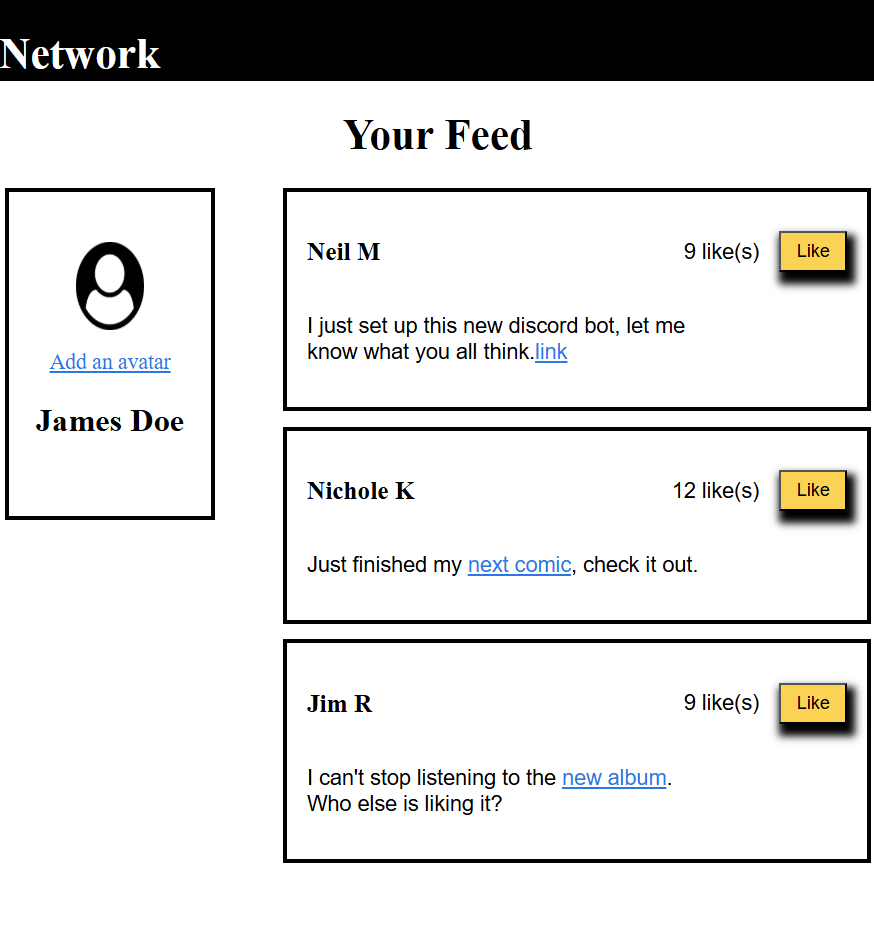 Network
Your Feed
Add an avatar
James Doe
Neil M
9 like(s)
Like
I just set up this new discord bot, let me
know what you all think.link
Nichole K
12 like(s)
Like
Just finished my next comic, check it out.
Jim R
9 like(s)
Like
I can't stop listening to the new album.
Who else is liking it?